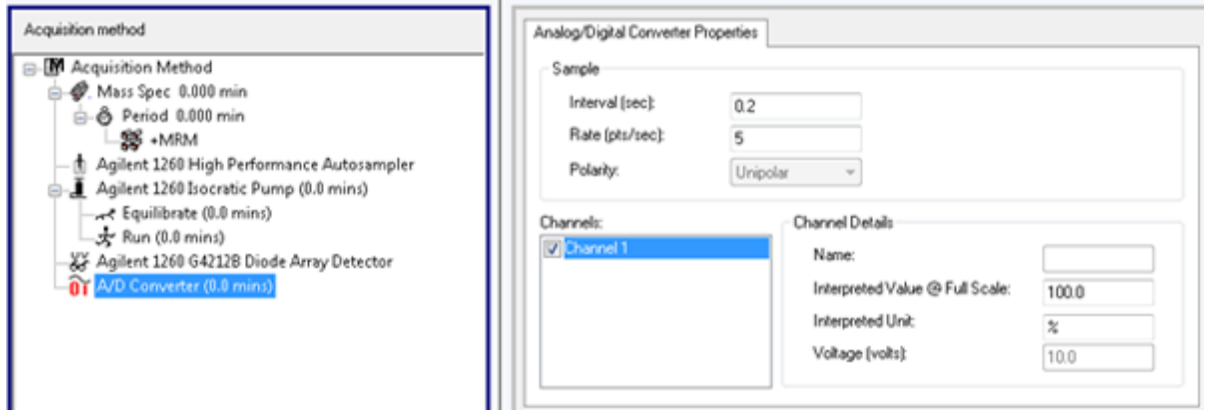 Acquisition method
Acquisition Method
Mass Spec 0.000 min
Period 0.000 min
+MRM
Agilent 1260 High Performance Autosampler
Agilent 1260 Isocratic Pump (0.0 mins)
Equilibrate (0.0 mins)
Run (0.0 mins)
Agilent 1260 G4212B Diode Array Detector
A/D Converter (0.0 mins)
Analog/Digital Converter Properties
Sample
Interval (sec): 0.2
Rate (pts/sec): 5
Polarity: Unipolar
Channels:
Channel 1
Channel Details
Name:
Interpreted Value @ Full Scale: 100.0
Interpreted Unit: %
Voltage (volts): 10.0